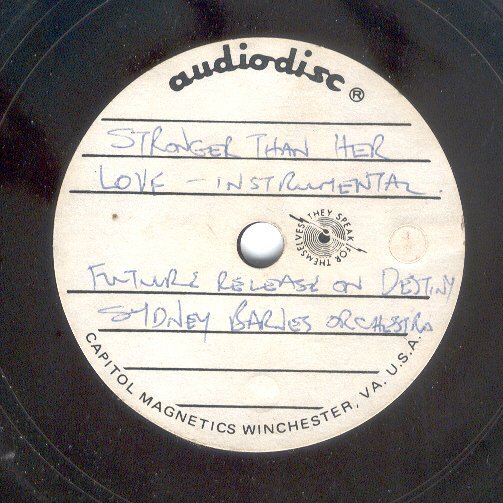 audiodisc ®
STRONGER THAN HER
LOVE - INSTRUMENTAL.
THEY SPEAK FOR THEMSELVES
FUTURE RELEASE ON DESTINY
SYDNEY BARNES ORCHESTRA
CAPITOL MAGNETICS WINCHESTER, VA. U.S.A.